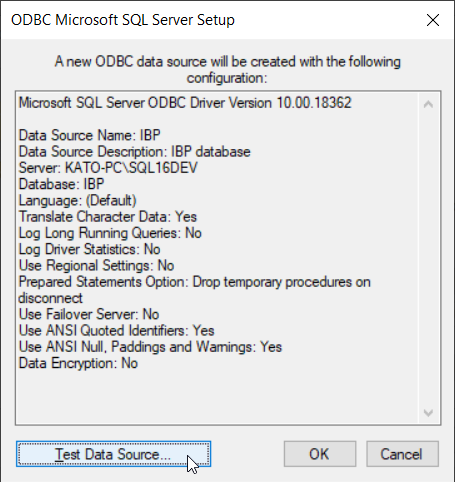 ODBC Microsoft SQL Server Setup
A new ODBC data source will be created with the following
configuration:
Microsoft SQL Server ODBC Driver Version 10.00.18362
Data Source Name: IBP
Data Source Description: IBP database
Server: KATO-PC\SQL16DEV
Database: IBP
Language: (Default)
Translate Character Data: Yes
Log Long Running Queries: No
Log Driver Statistics: No
Use Regional Settings: No
Prepared Statements Option: Drop temporary procedures on
disconnect
Use Failover Server: No
Use ANSI Quoted Identifiers: Yes
Use ANSI Null, Paddings and Warnings: Yes
Data Encryption: No
Test Data Source...
OK
Cancel